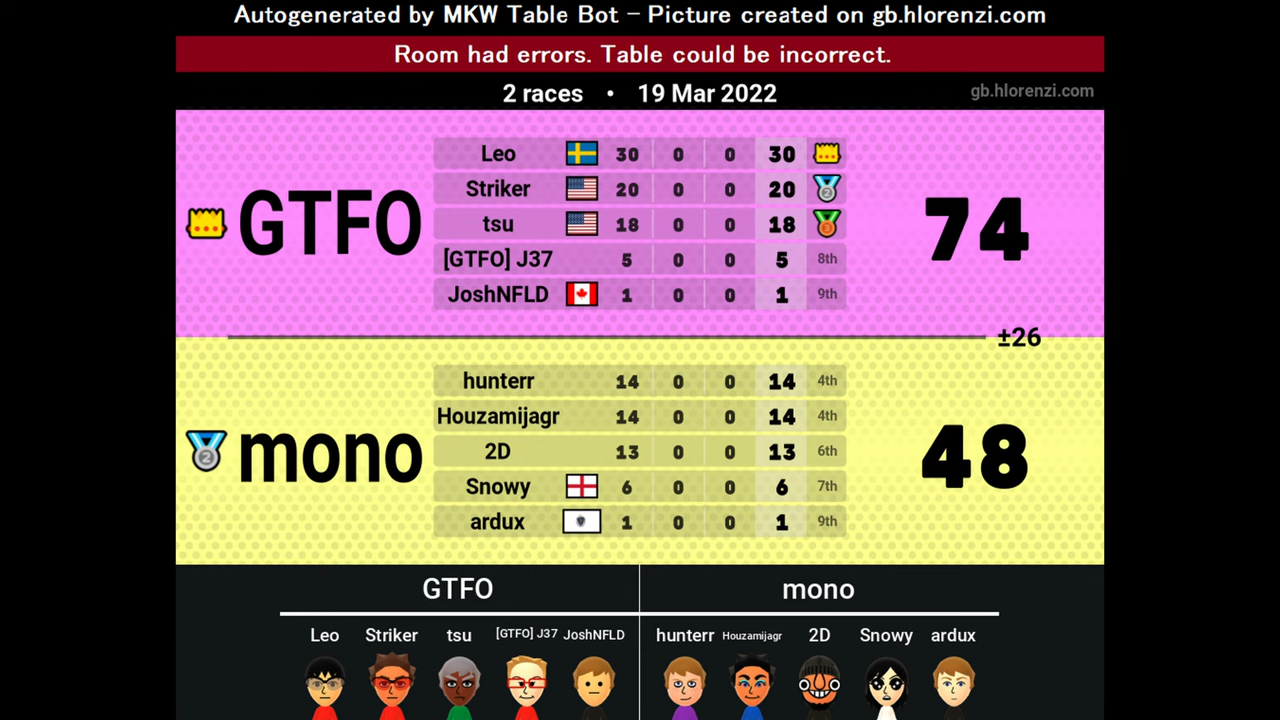 Autogenerated by MKW Table Bot – Picture created on gb.hlorenzi.com
Room had errors. Table could be incorrect.
2 races • 19 Mar 2022 gb.hlorenzi.com
GTFO
Leo 30 0 0 30
Striker 20 0 0 20 2
tsu 18 0 0 18 3
[GTFO] J37 5 0 0 5 8th
JoshNFLD 1 0 0 1 9th
74
±26
2 mono
hunterr 14 0 0 14 4th
Houzamijagr 14 0 0 14 4th
2D 13 0 0 13 6th
Snowy 6 0 0 6 7th
ardux 1 0 0 1 9th
48
GTFO mono
Leo Striker tsu [GTFO] J37 JoshNFLD hunterr Houzamijagr 2D Snowy ardux